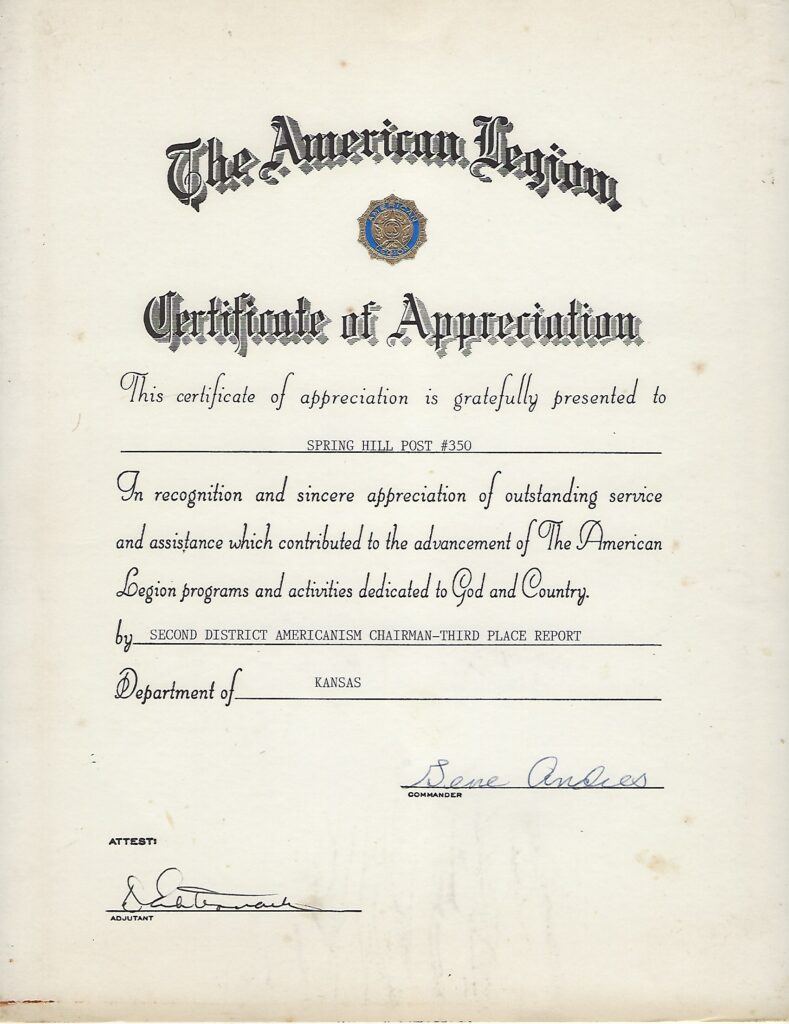 The American Legion
AMERICAN
LEGION
Certificate of Appreciation
This certificate of appreciation is gratefully presented to
SPRING HILL POST #350
In recognition and sincere appreciation of outstanding service
and assistance which contributed to the advancement of The American
Legion programs and activities dedicated to God and Country.
by SECOND DISTRICT AMERICANISM CHAIRMAN-THIRD PLACE REPORT
Department of KANSAS
Gene Andres
COMMANDER
ATTEST:
ADJUTANT